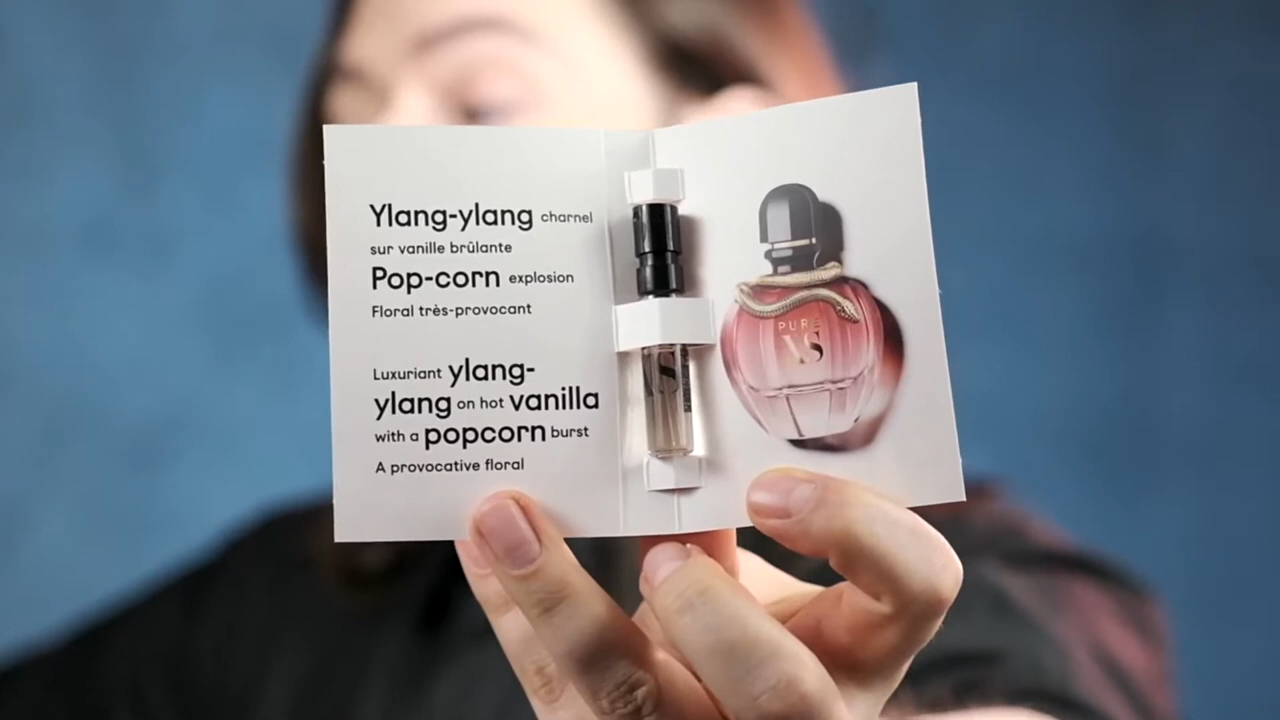 Ylang-ylang charnel
sur vanille brûlante
Pop-corn explosion
Floral très-provocant
Luxuriant ylang-
ylang on hot vanilla
with a popcorn burst
A provocative floral
XS
PURE
XS